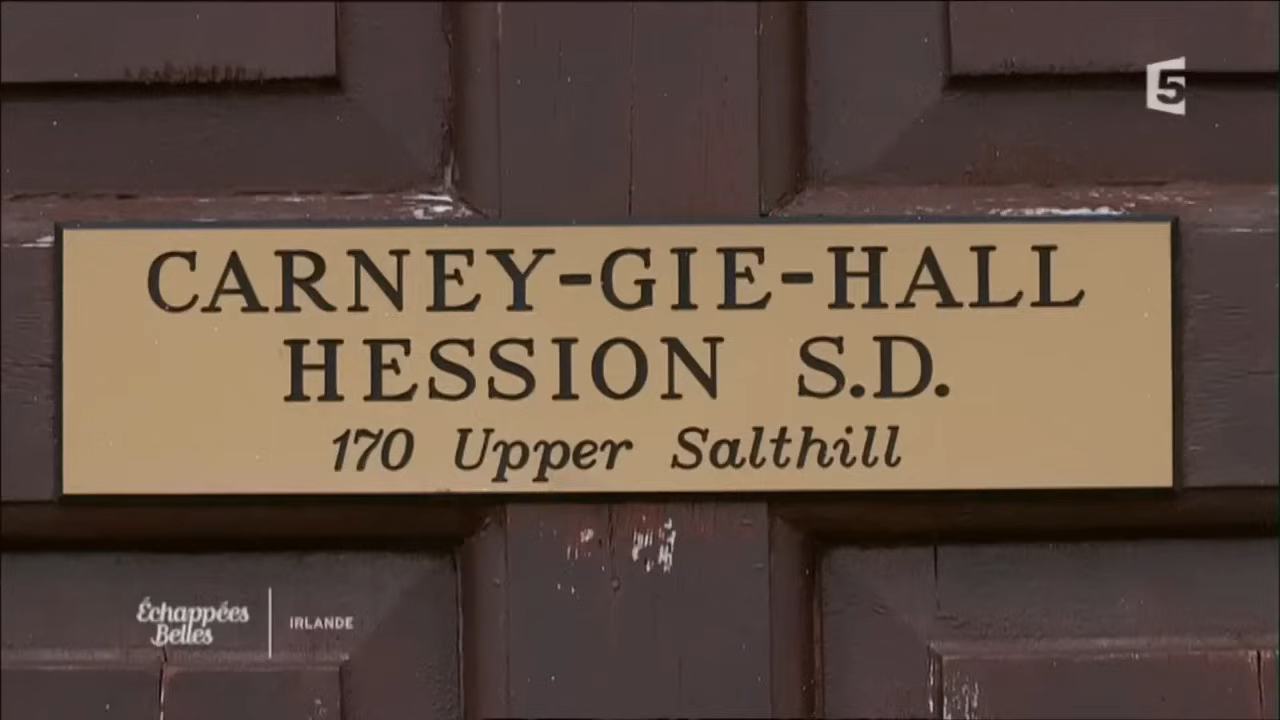 5
CARNEY-GIE-HALL
HESSION S.D.
170 Upper Salthill
Échappées
Belles
IRLANDE